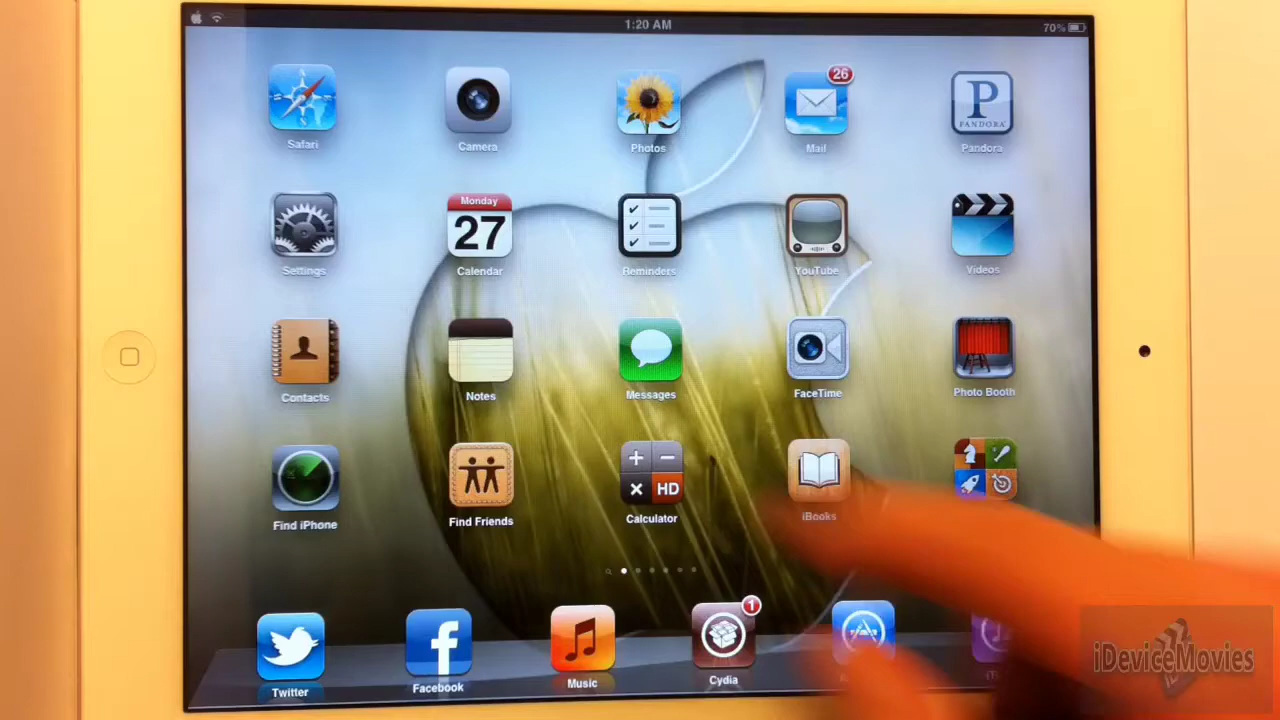 1:20 AM
70%
26
P
PANDORA
Safari
Camera
Photos
Mail
Pandora
Monday
27
Settings
Calendar
Reminders
YouTube
Videos
Contacts
Notes
Messages
FaceTime
Photo Booth
HD
Find iPhone
Find Friends
Calculator
iBooks
1
Twitter
Facebook
Music
Cydia
iDeviceMovies